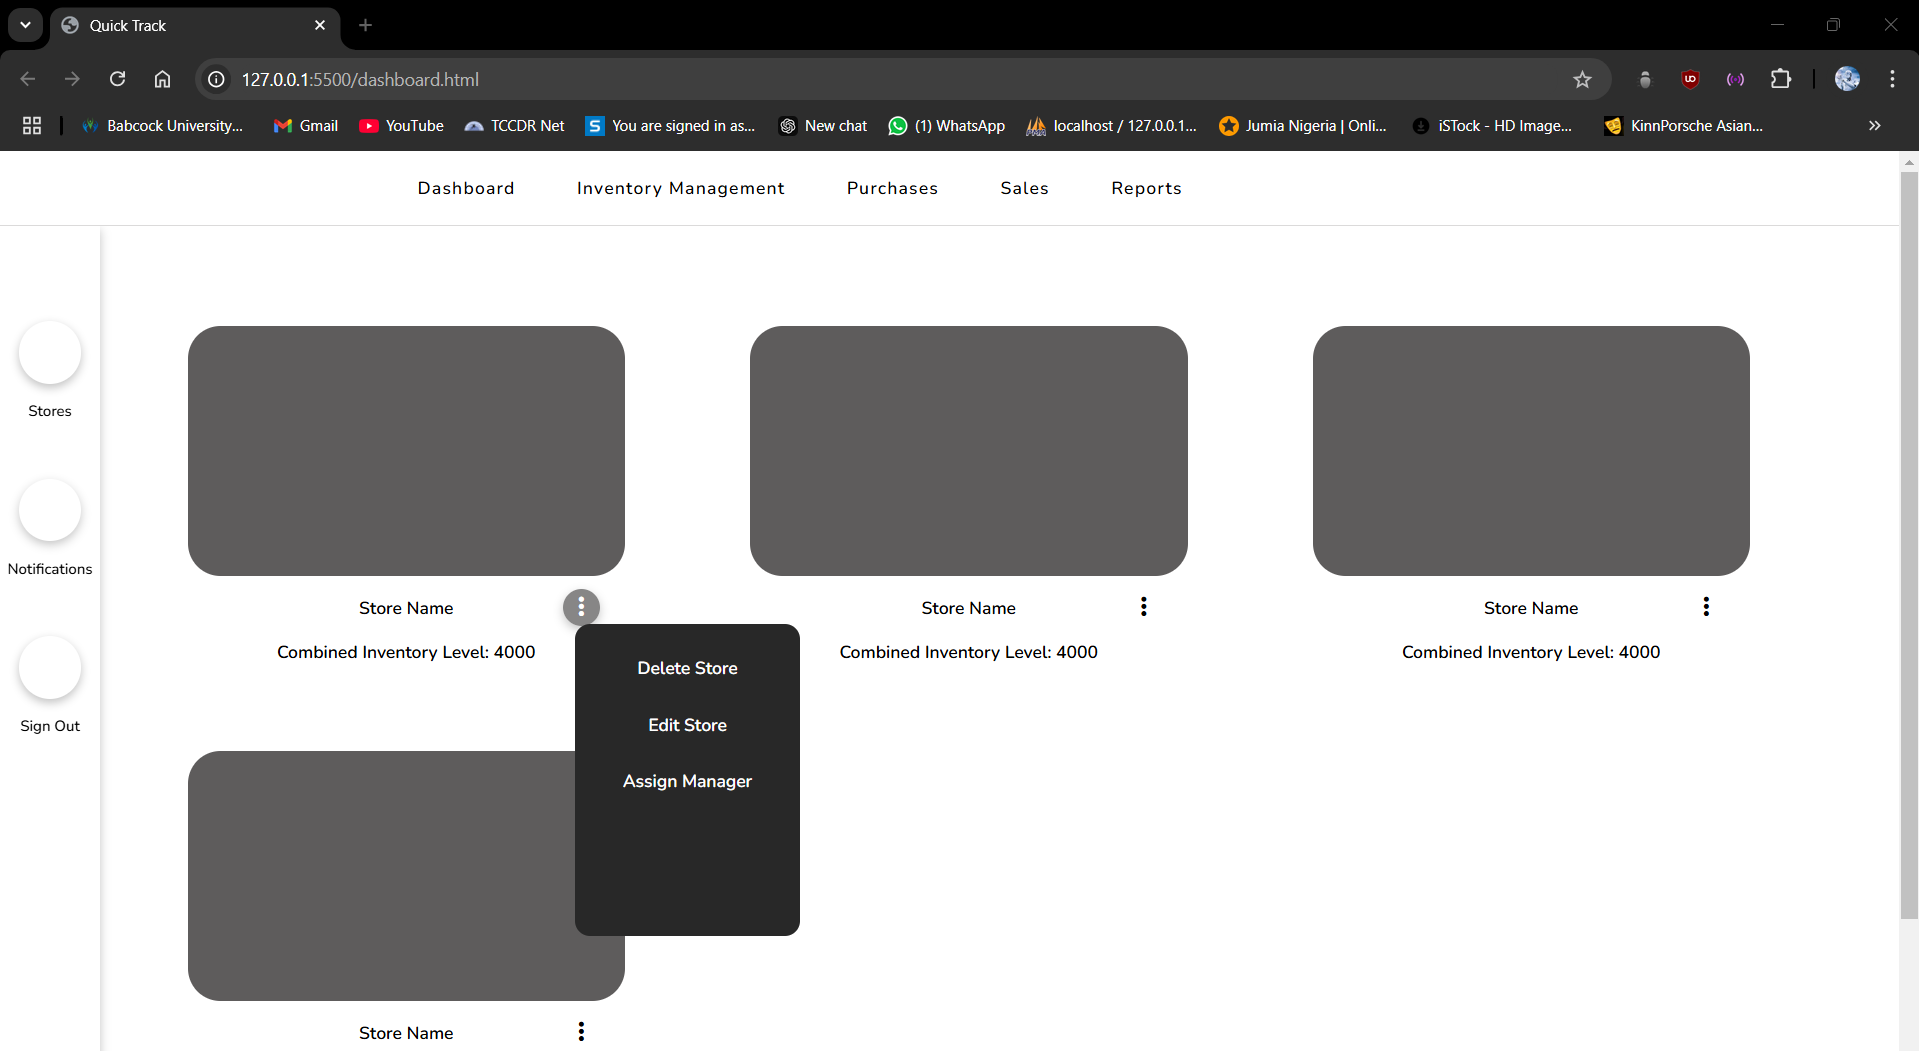 Quick Track
127.0.0.1:5500/dashboard.html
Babcock University... Gmail YouTube TCCDR Net S You are signed in as... New chat (1) WhatsApp localhost / 127.0.0.1... Jumia Nigeria | Onli... iSTock - HD Image... KinnPorsche Asian...
Dashboard Inventory Management Purchases Sales Reports
Stores
Notifications
Sign Out
Store Name
Combined Inventory Level: 4000
Store Name
Combined Inventory Level: 4000
Store Name
Combined Inventory Level: 4000
Delete Store
Edit Store
Assign Manager
Store Name